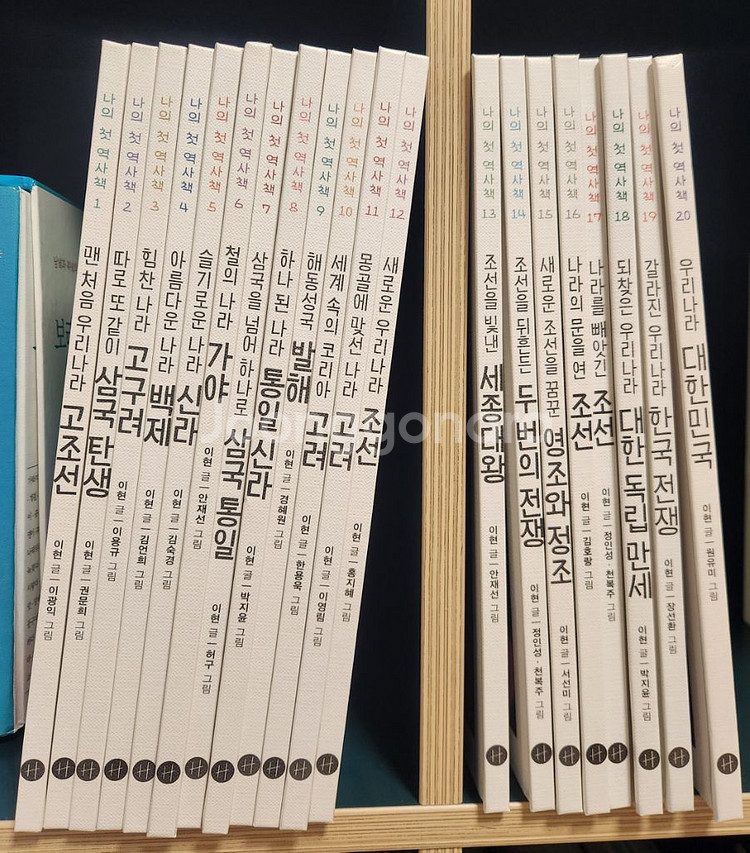 나의 첫 역사책 1 맨 처음 우리나라 고조선 이현 글 | 이광익 그림
나의 첫 역사책 2 따로 또 같이 삼국 탄생 이현 글 | 권문희 그림
나의 첫 역사책 3 힘찬 나라 고구려 이현 글 | 이용규 그림
나의 첫 역사책 4 아름다운 나라 백제 이현 글 | 김언희 그림
나의 첫 역사책 5 슬기로운 나라 신라 이현 글 | 김숙경 그림
나의 첫 역사책 6 철의 나라 가야 이현 글 | 안재선 그림
나의 첫 역사책 7 삼국을 넘어 하나로 삼국 통일 이현 글 | 허구 그림
나의 첫 역사책 8 하나 된 나라 통일 신라 이현 글 | 박지윤 그림
나의 첫 역사책 9 해동성국 발해 이현 글 | 경혜원 그림
나의 첫 역사책 10 세계 속의 코리아 고려 이현 글 | 한용욱 그림
나의 첫 역사책 11 몽골에 맞선 나라 고려 이현 글 | 이영림 그림
나의 첫 역사책 12 새로운 우리나라 조선 이현 글 | 홍지혜 그림
나의 첫 역사책 13 조선을 빛낸 세종 대왕 이현 글 | 안재선 그림
나의 첫 역사책 14 조선을 뒤흔든 두 번의 전쟁 이현 글 | 정인성·천복주 그림
나의 첫 역사책 15 새로운 조선을 꿈꾼 영조와 정조 이현 글 | 서선미 그림
나의 첫 역사책 16 나라의 문을 연 조선 이현 글 | 김호랑 그림
나의 첫 역사책 17 나라를 빼앗긴 조선 이현 글 | 정인성·천복주 그림
나의 첫 역사책 18 되찾은 우리나라 대한 독립 만세 이현 글 | 박지윤 그림
나의 첫 역사책 19 갈라진 우리나라 한국 전쟁 이현 글 | 장선환 그림
나의 첫 역사책 20 우리나라 대한민국 이현 글 | 원유미 그림